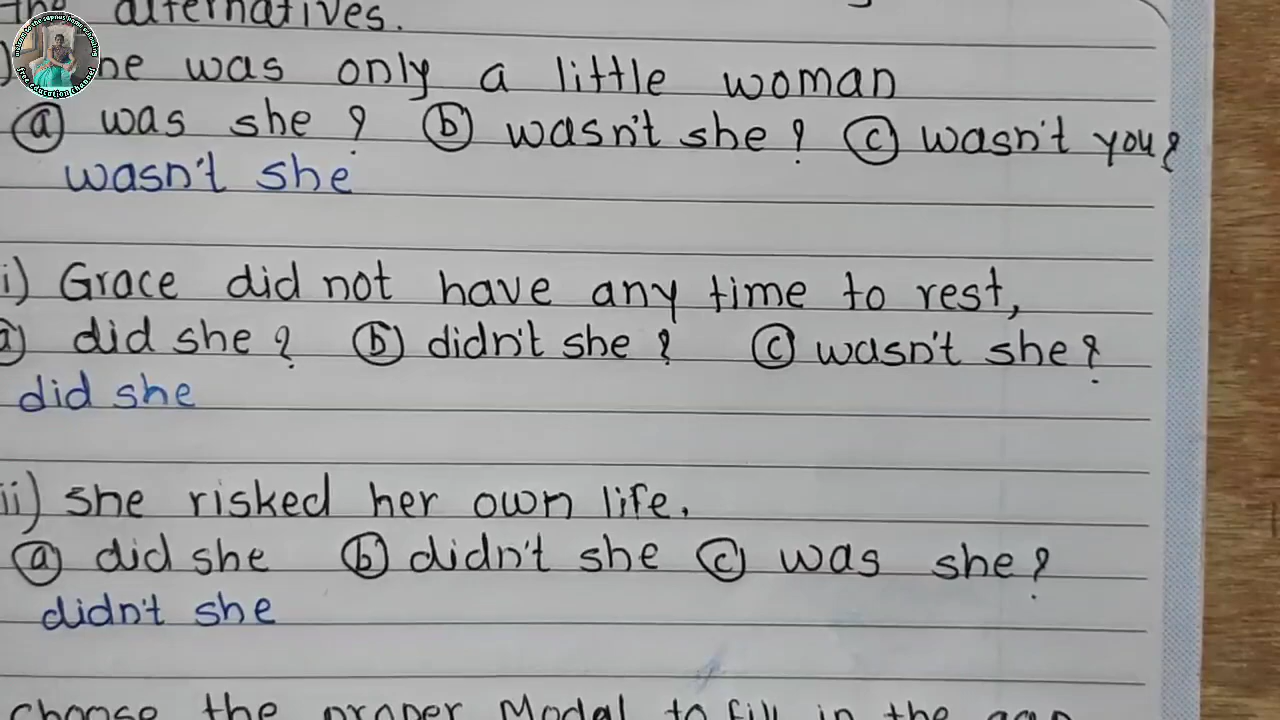 the alternatives.
was only a little woman
ⓐ was she? ⓑ wasn't she? ⓒ wasn't you?
wasn't she
i) Grace did not have any time to rest,
ⓐ did she? ⓑ didn't she? ⓒ wasn't she?
did she
ii) She risked her own life.
ⓐ did she ⓑ didn't she ⓒ was she?
didn't she
choose the proper Modal to fill in the gap